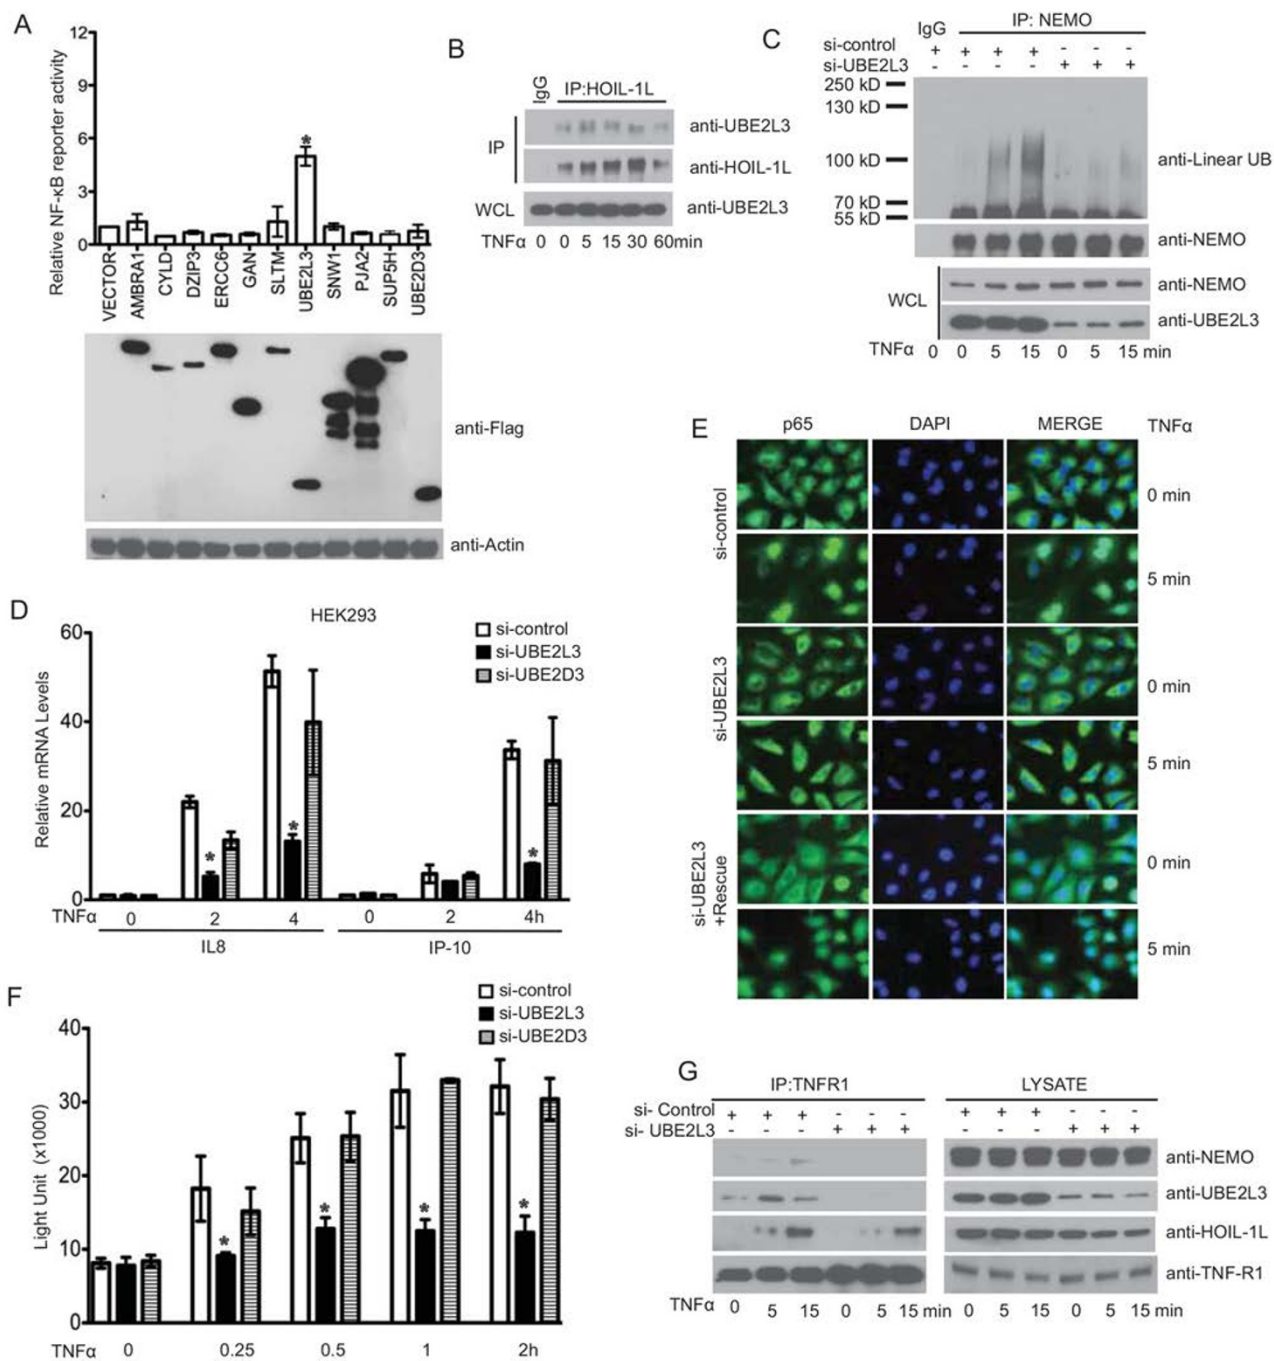 A
12
9
6
3
0
Relative NF-κB reporter activity
*
VECTOR
AMBRA1
CYLD
DZIP3
ERCC6
GAN
SLTM
UBE2L3
SNW1
PJA2
SUP5H
UBE2D3
anti-Flag
anti-Actin
B
IgG
IP:HOIL-1L
IP
anti-UBE2L3
anti-HOIL-1L
WCL
anti-UBE2L3
TNFα 0 0 5 15 30 60min
C
IgG
IP: NEMO
si-control + + + + - - -
si-UBE2L3 - - - - + + +
250 kD
130 kD
100 kD
70 kD
55 kD
anti-Linear UB
anti-NEMO
WCL
anti-NEMO
anti-UBE2L3
TNFα 0 0 5 15 0 5 15 min
D
HEK293
si-control
si-UBE2L3
si-UBE2D3
60
40
20
0
Relative mRNA Levels
* * *
TNFα 0 2 4 0 2 4h
IL8
IP-10
E
p65 DAPI MERGE TNFα
si-control
0 min
5 min
si-UBE2L3
0 min
5 min
si-UBE2L3
+Rescue
0 min
5 min
F
si-control
si-UBE2L3
si-UBE2D3
40
30
20
10
0
Light Unit (x1000)
* * * *
TNFα 0 0.25 0.5 1 2h
G
IP:TNFR1
LYSATE
si- Control + + + - - - + + + - - -
si- UBE2L3 - - - + + + - - - + + +
anti-NEMO
anti-UBE2L3
anti-HOIL-1L
anti-TNF-R1
TNFα 0 5 15 0 5 15 min 0 5 15 0 5 15 min